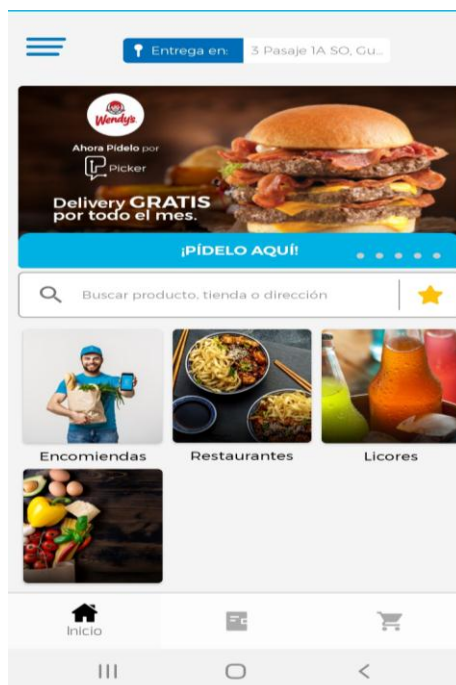 Entrega en:
3 Pasaje 1A SO, Gu...
Wendy's
Ahora Pídelo por
Picker
Delivery GRATIS
por todo el mes.
¡PÍDELO AQUÍ!
Buscar producto, tienda o dirección
Encomiendas
Restaurantes
Licores
Inicio